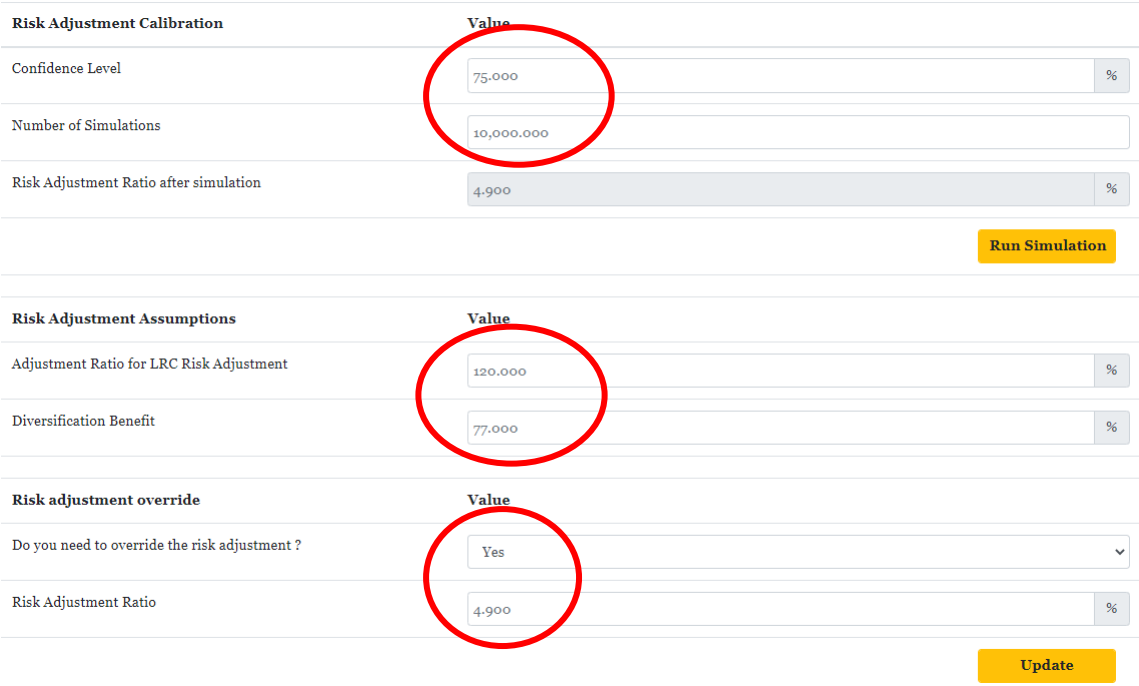 Risk Adjustment Calibration Value
Confidence Level 75.000 %
Number of Simulations 10,000.000
Risk Adjustment Ratio after simulation 4.900 %
Run Simulation
Risk Adjustment Assumptions Value
Adjustment Ratio for LRC Risk Adjustment 120.000 %
Diversification Benefit 77.000 %
Risk adjustment override Value
Do you need to override the risk adjustment ? Yes
Risk Adjustment Ratio 4.900 %
Update